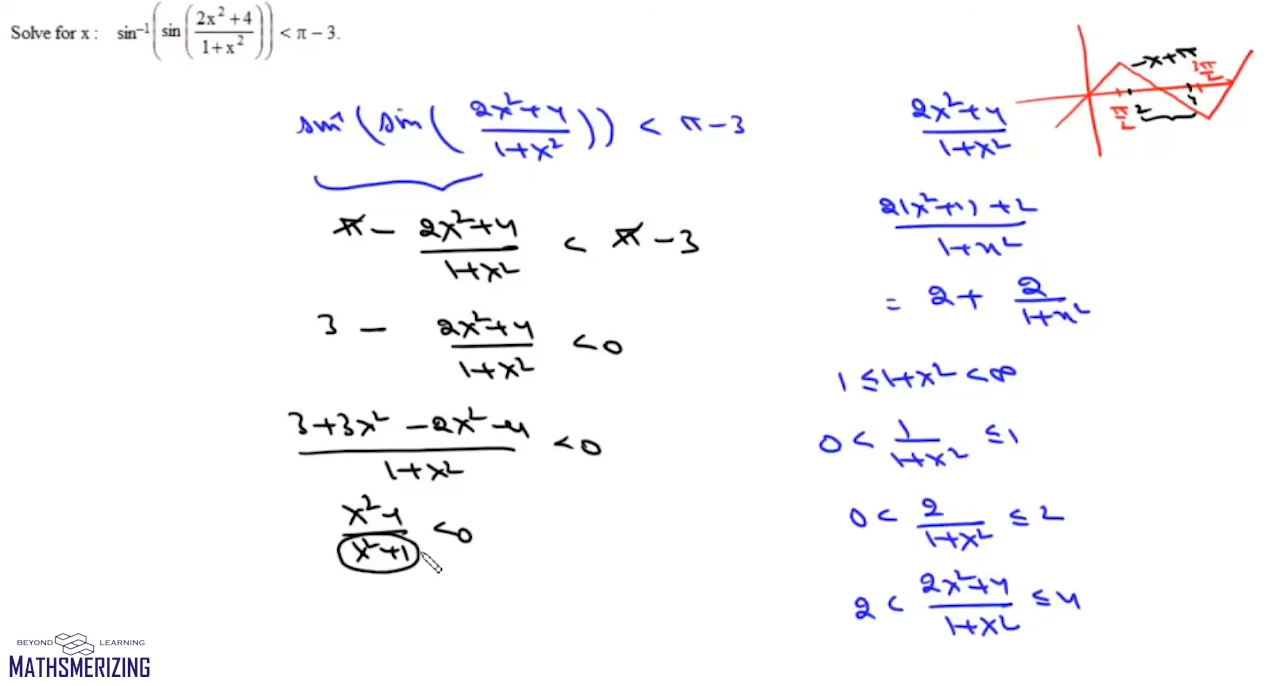 Solve for x : sin⁻¹(sin((2x² + 4)/(1 + x²))) < π − 3.
sin⁻¹(sin((2x²+4)/(1+x²))) < π−3
π − (2x²+4)/(1+x²) < π − 3
3 − (2x²+4)/(1+x²) < 0
(3+3x² −2x² −4)/(1+x²) < 0
(x²-1)/(x²+1) < 0
(2x²+4)/(1+x²)
(2(x²+1) + 2)/(1+x²)
= 2 + 2/(1+x²)
1 ≤ 1+x² < ∞
0 < 1/(1+x²) ≤ 1
0 < 2/(1+x²) ≤ 2
2 < (2x²+4)/(1+x²) ≤ 4
−x+π
3π/2
π/2
2
4
BEYOND LEARNING
MATHSMERIZING